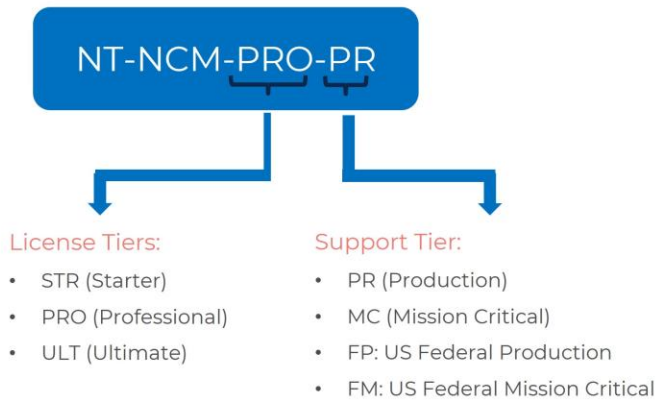 NT-NCM-PRO-PR
License Tiers:
• STR (Starter)
• PRO (Professional)
• ULT (Ultimate)
Support Tier:
• PR (Production)
• MC (Mission Critical)
• FP: US Federal Production
• FM: US Federal Mission Critical